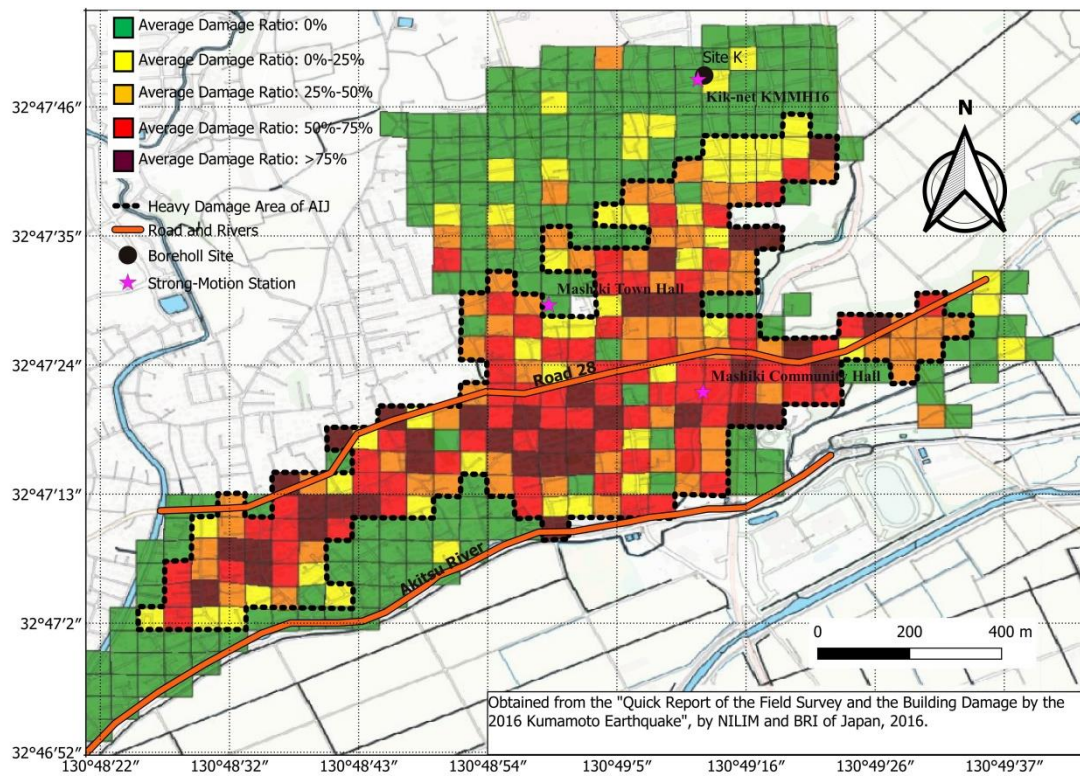 Average Damage Ratio: 0%
Average Damage Ratio: 0%-25%
Average Damage Ratio: 25%-50%
Average Damage Ratio: 50%-75%
Average Damage Ratio: >75%
Heavy Damage Area of AIJ
Road and Rivers
Boreholl Site
Strong-Motion Station
Site K
Kik-net KMMH16
N
Mashiki Town Hall
Road 28
Mashiki Community Hall
Akitsu River
0 200 400 m
Obtained from the "Quick Report of the Field Survey and the Building Damage by the
2016 Kumamoto Earthquake", by NILIM and BRI of Japan, 2016.
32°47'46"
32°47'35"
32°47'24"
32°47'13"
32°47'2"
32°46'52"
130°48'22" 130°48'32" 130°48'43" 130°48'54" 130°49'5" 130°49'16" 130°49'26" 130°49'37"